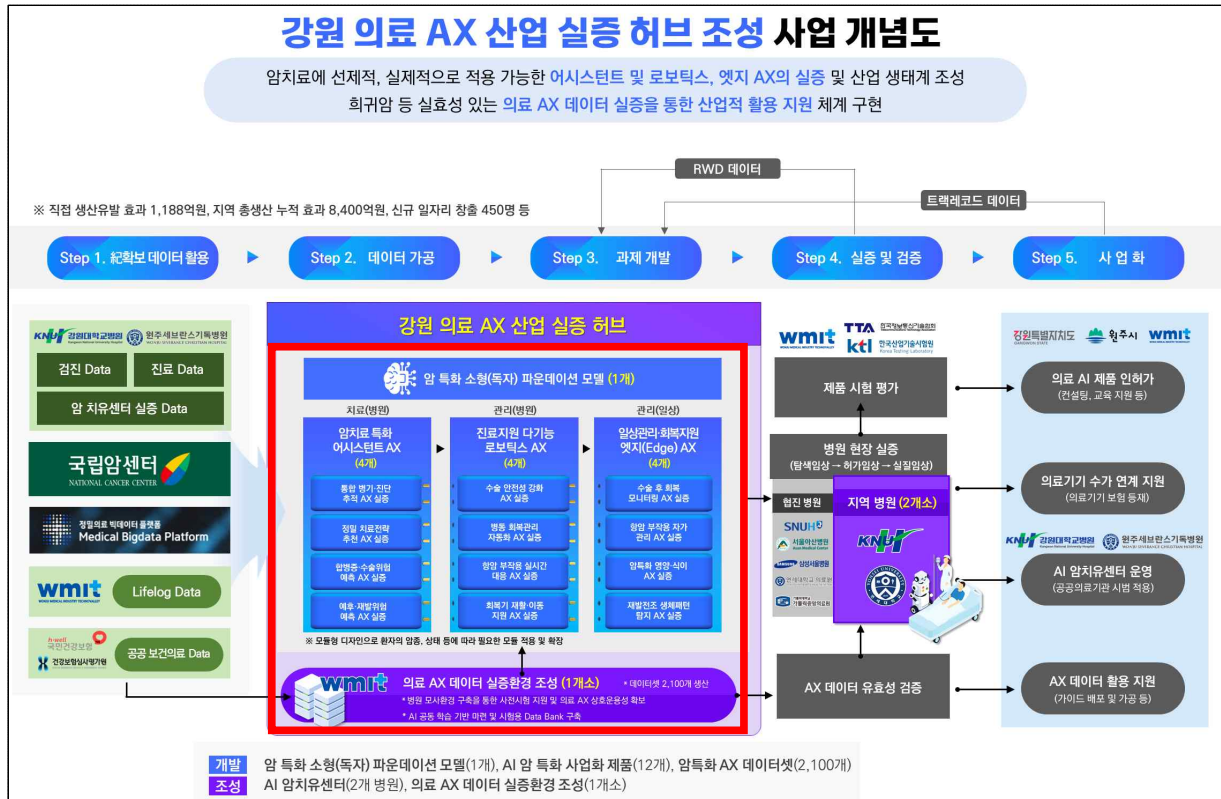 강원 의료 AX 산업 실증 허브 조성 사업 개념도
암치료에 선제적, 실제적으로 적용 가능한 어시스턴트 및 로보틱스, 엣지 AX의 실증 및 산업 생태계 조성
희귀암 등 실효성 있는 의료 AX 데이터 실증을 통한 산업적 활용 지원 체계 구현
RWD 데이터
트랙레코드 데이터
※ 직접 생산유발 효과 1,188억원, 지역 총생산 누적 효과 8,400억원, 신규 일자리 창출 450명 등
Step 1. 旣확보 데이터 활용
Step 2. 데이터 가공
Step 3. 과제 개발
Step 4. 실증 및 검증
Step 5. 사 업 화
KNUH 강원대학교병원 원주세브란스기독병원
검진 Data
진료 Data
암 치유센터 실증 Data
국립암센터
NATIONAL CANCER CENTER
정밀의료 빅데이터 플랫폼
Medical Bigdata Platform
wmit
Lifelog Data
h-well
국민건강보험
건강보험심사평가원
공공 보건의료 Data
강원 의료 AX 산업 실증 허브
암 특화 소형(독자) 파운데이션 모델 (1개)
치료(병원)
암치료 특화
어시스턴트 AX
(4개)
통합 병기·진단
추적 AX 실증
정밀 치료전략
추천 AX 실증
합병증·수술위험
예측 AX 실증
예후·재발위험
예측 AX 실증
관리(병원)
진료지원 다기능
로보틱스 AX
(4개)
수술 안전성 강화
AX 실증
병동 회복관리
자동화 AX 실증
항암 부작용 실시간
대응 AX 실증
회복기 재활·이동
지원 AX 실증
관리(일상)
일상관리·회복지원
엣지(Edge) AX
(4개)
수술 후 회복
모니터링 AX 실증
항암 부작용 자가
관리 AX 실증
암특화 영양·식이
AX 실증
재발전조 생체패턴
탐지 AX 실증
※ 모듈형 디자인으로 환자의 암종, 상태 등에 따라 필요한 모듈 적용 및 확장
wmit
의료 AX 데이터 실증환경 조성 (1개소) * 데이터셋 2,100개 생산
* 병원 모사환경 구축을 통한 사전시험 지원 및 의료 AX 상호운용성 확보
* AI 공동 학습 기반 마련 및 시험용 Data Bank 구축
wmit TTA 한국정보통신기술협회
ktl 한국산업기술시험원
Korea Testing Laboratory
제품 시험 평가
병원 현장 실증
(탐색임상 → 허가임상 → 실질임상)
협진 병원
SNUH
서울아산병원
Asan Medical Center
SAMSUNG 삼성서울병원
연세대학교 의료원
가톨릭중앙의료원
지역 병원 (2개소)
KNUH
AX 데이터 유효성 검증
강원특별자치도 원주시 wmit
의료 AI 제품 인허가
(컨설팅, 교육 지원 등)
의료기기 수가 연계 지원
(의료기기 보험 등재)
KNUH 강원대학교병원 원주세브란스기독병원
AI 암치유센터 운영
(공공의료기관 시범 적용)
AX 데이터 활용 지원
(가이드 배포 및 가공 등)
개발 암 특화 소형(독자) 파운데이션 모델(1개), AI 암 특화 사업화 제품(12개), 암특화 AX 데이터셋(2,100개)
조성 AI 암치유센터(2개 병원), 의료 AX 데이터 실증환경 조성(1개소)